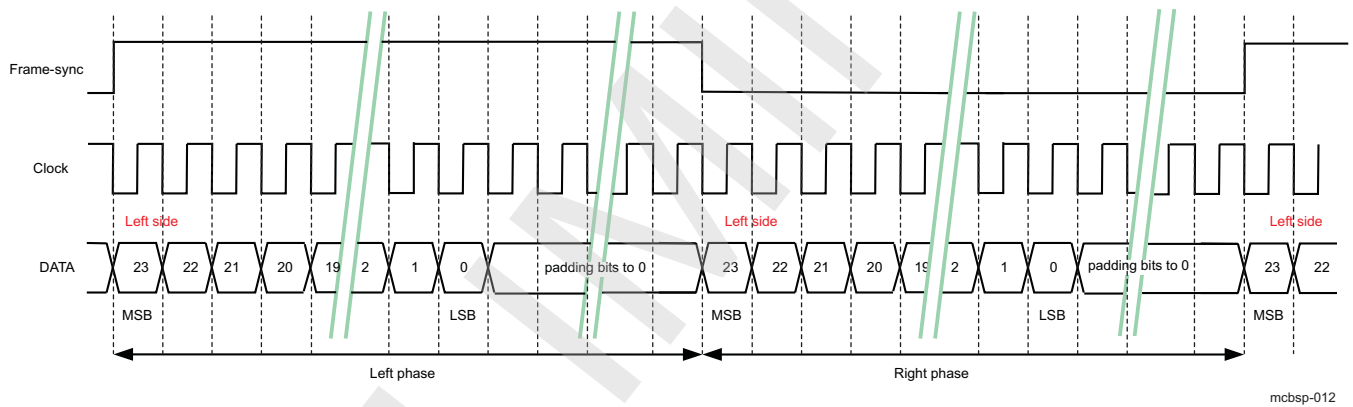 Frame-sync
Clock
Left side Left side Left side
DATA 23 22 21 20 19 2 1 0 padding bits to 0 23 22 21 20 19 2 1 0 padding bits to 0 23 22
MSB LSB MSB LSB MSB
Left phase Right phase
mcbsp-012